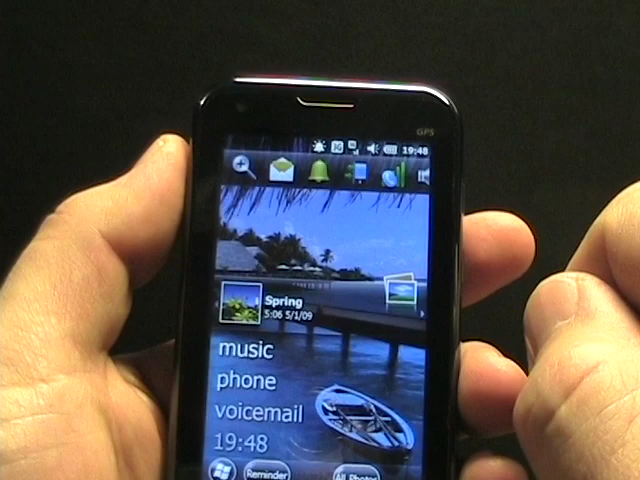 GPS
19:48
Spring
5:06 5/1/09
music
phone
voicemail
19:48
Reminder
All Photos